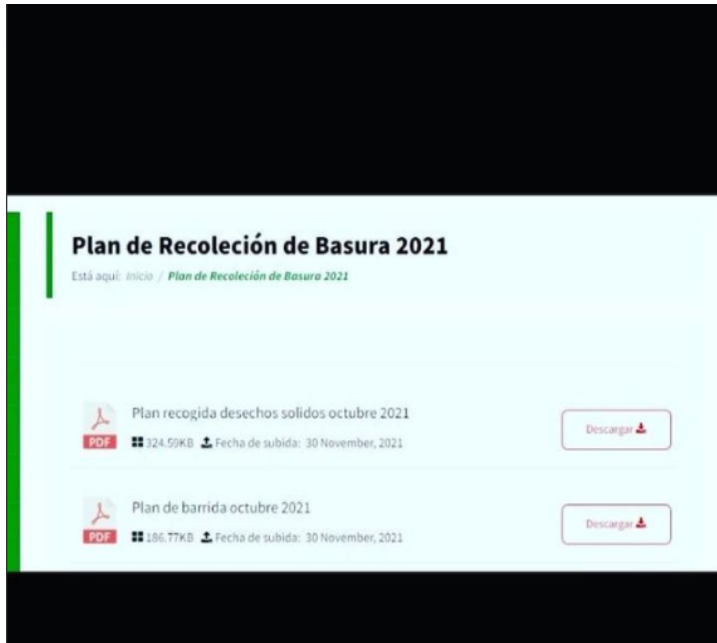 Plan de Recoleción de Basura 2021
Está aquí: Inicio / Plan de Recoleción de Basura 2021
Plan recogida desechos solidos octubre 2021
PDF 324.59KB Fecha de subida: 30 November, 2021
Descargar
Plan de barrida octubre 2021
PDF 186.77KB Fecha de subida: 30 November, 2021
Descargar